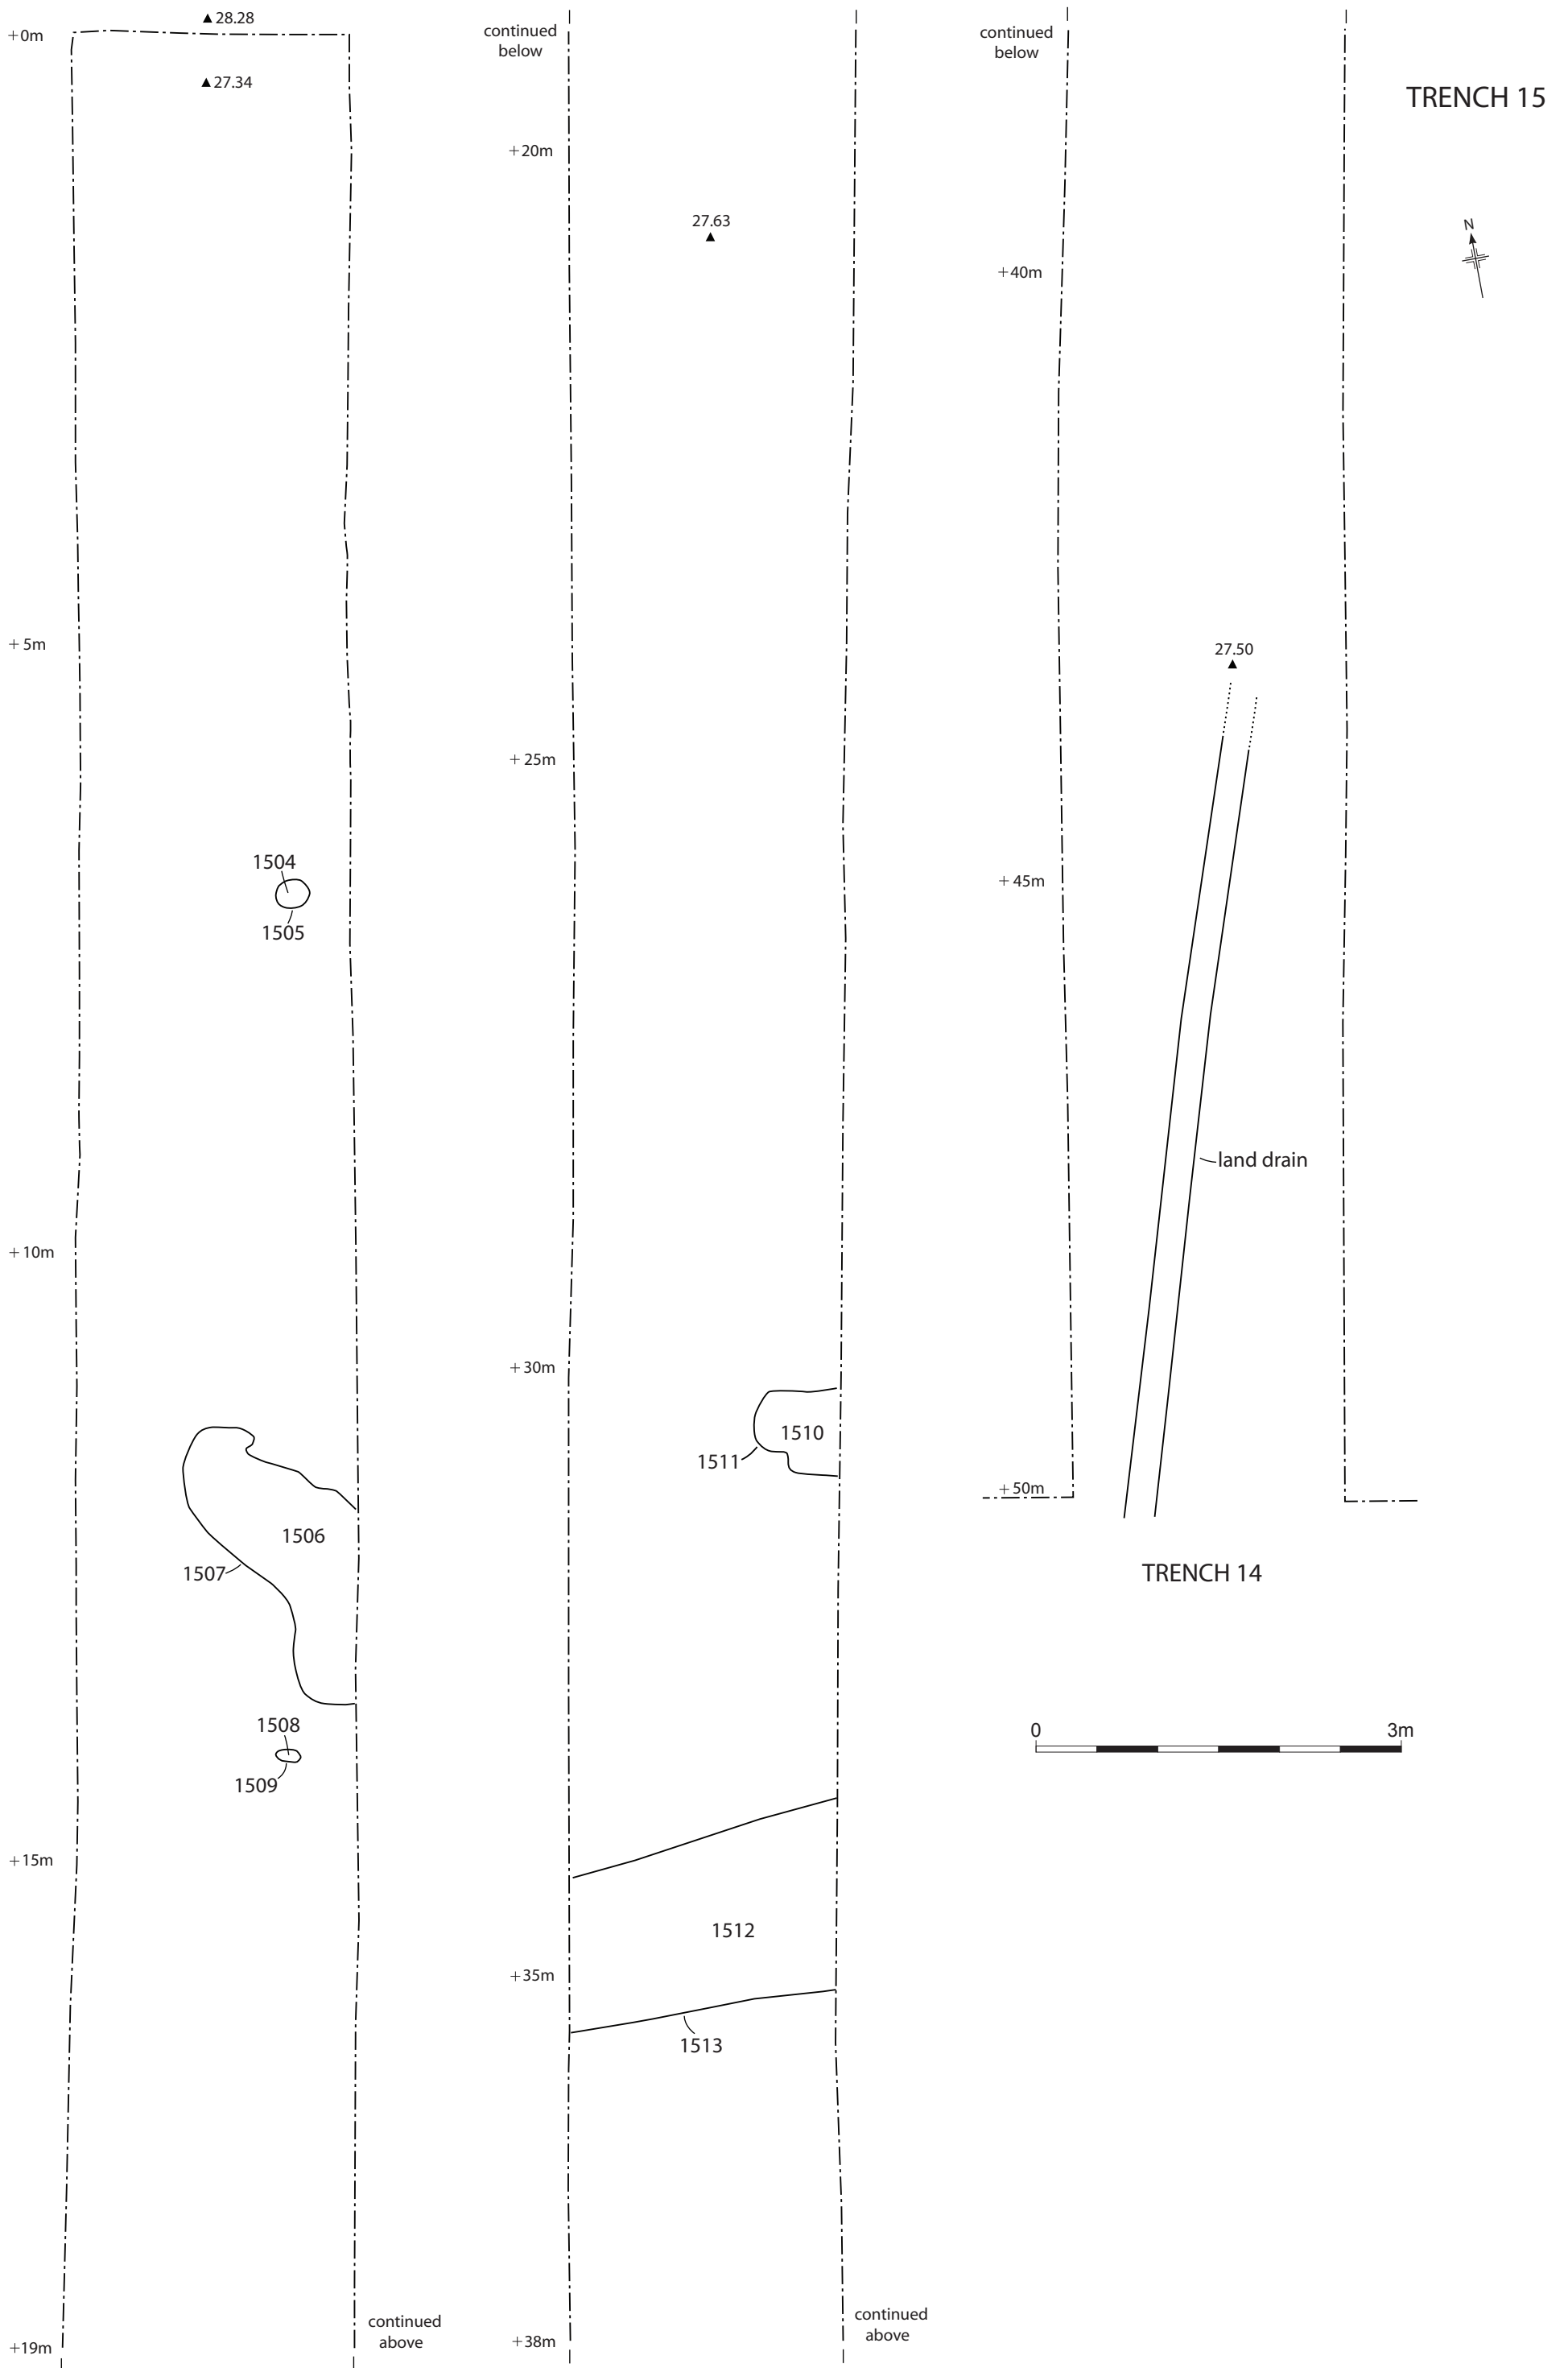 ▲ 28.28
+0m
▲ 27.34
+5m
1504
1505
+10m
1506
1507
1508
1509
+15m
+19m
continued
above
continued
below
+20m
27.63
▲
+25m
+30m
1510
1511
1512
+35m
1513
+38m
continued
above
continued
below
+40m
27.50
▲
+45m
land drain
+50m
TRENCH 14
TRENCH 15
N
0 3m